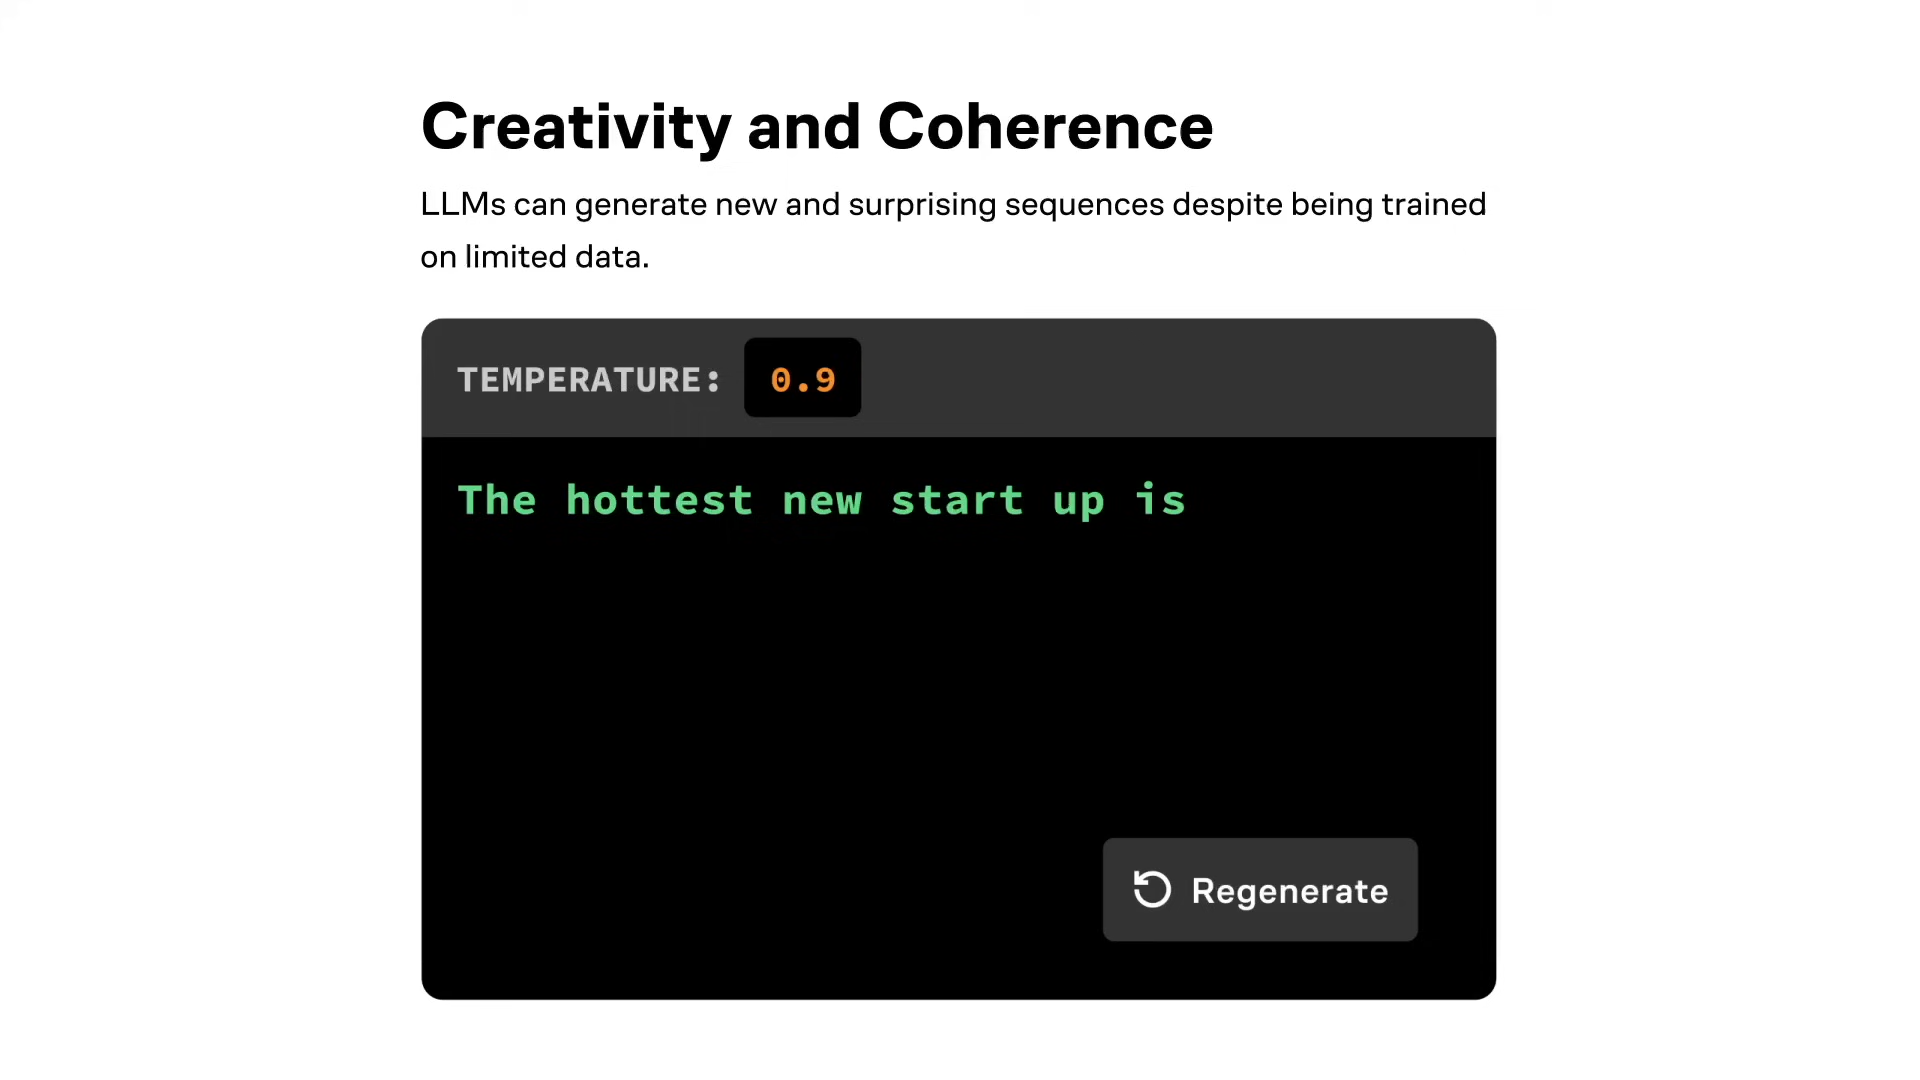 Creativity and Coherence
LLMs can generate new and surprising sequences despite being trained
on limited data.
TEMPERATURE: 0.9
The hottest new start up is
Regenerate